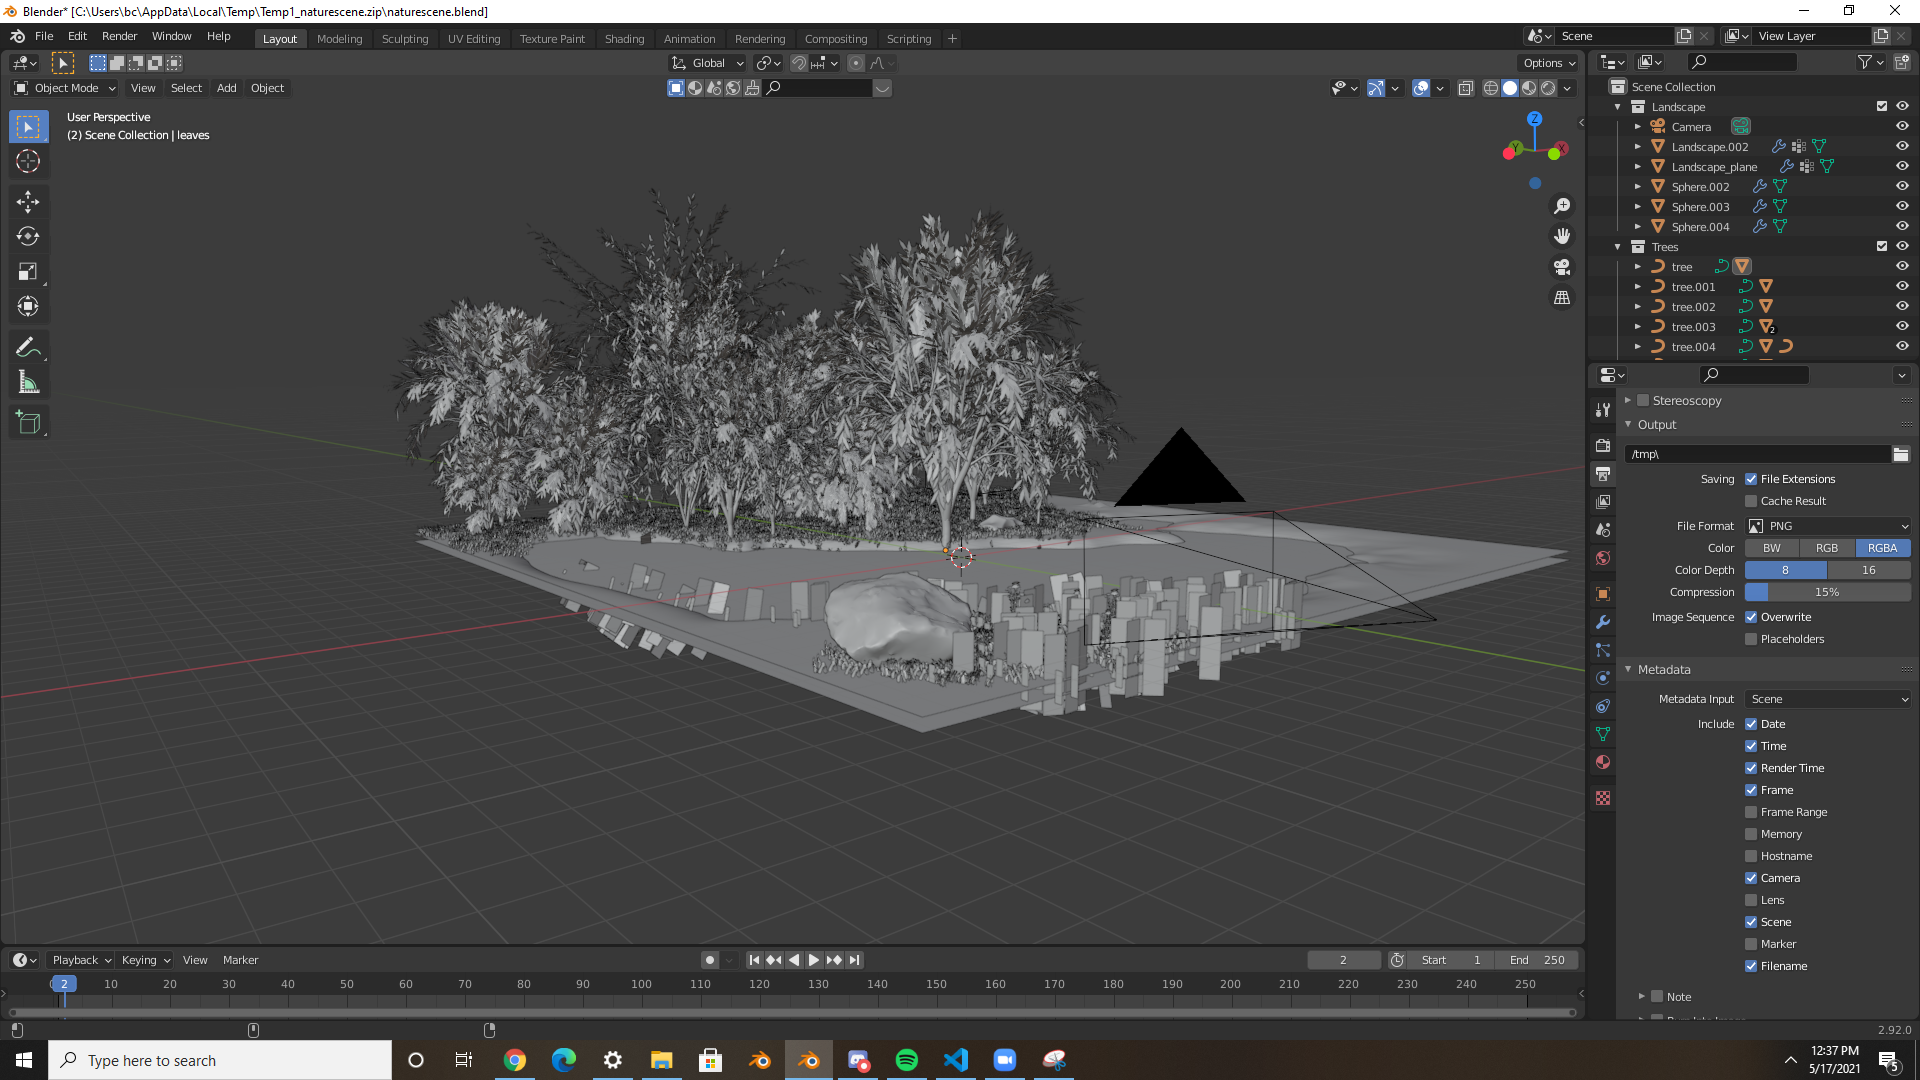 Blender* [C:\Users\bc\AppData\Local\Temp\Temp1_naturescene.zip\naturescene.blend]
File Edit Render Window Help Layout Modeling Sculpting UV Editing Texture Paint Shading Animation Rendering Compositing Scripting + Scene View Layer
Global Options
Object Mode View Select Add Object
User Perspective
(2) Scene Collection | leaves
Z
Y
X
Scene Collection
Landscape
Camera
Landscape.002
Landscape_plane
Sphere.002
Sphere.003
Sphere.004
Trees
tree
tree.001
tree.002
tree.003 2
tree.004
Stereoscopy
Output
/tmp\
Saving File Extensions
Cache Result
File Format PNG
Color BW RGB RGBA
Color Depth 8 16
Compression 15%
Image Sequence Overwrite
Placeholders
Metadata
Metadata Input Scene
Include Date
Time
Render Time
Frame
Frame Range
Memory
Hostname
Camera
Lens
Scene
Marker
Filename
Note
Playback Keying View Marker 2 Start 1 End 250
2 10 20 30 40 50 60 70 80 90 100 110 120 130 140 150 160 170 180 190 200 210 220 230 240 250
2.92.0
Type here to search
12:37 PM
5/17/2021
5